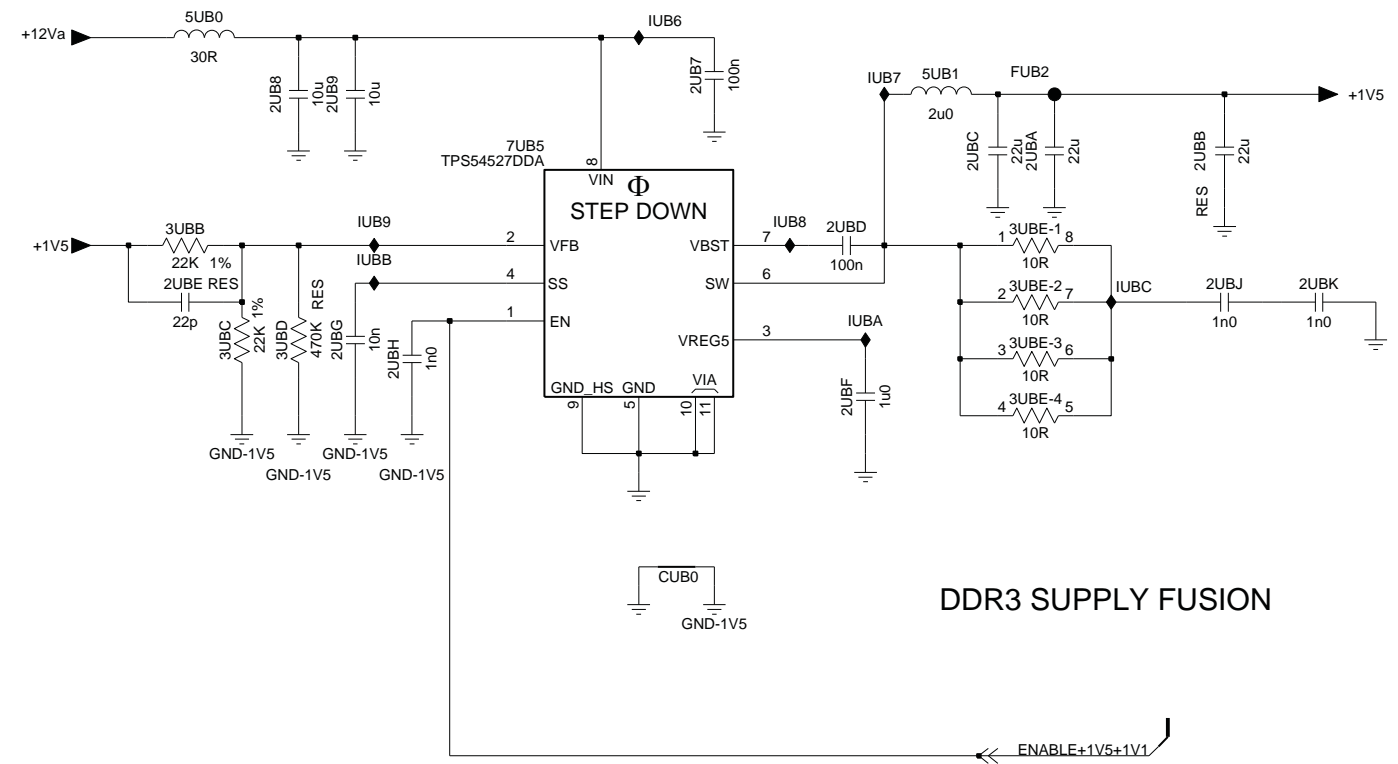 5UB0
IUB6
+12Va
30R
2UB8
10u
2UB9
10u
2UB7
100n
IUB7
5UB1
FUB2
+1V5
2u0
2UBC
22u
2UBA
22u
2UBB
22u
RES
7UB5
TPS54527DDA
8
VIN
Φ
STEP DOWN
3UBB
IUB9
+1V5
2
VFB
22K 1%
IUBB
2UBE RES
22p
4
SS
1
EN
3UBC
22K
1%
3UBD
470K
RES
2UBG
10n
2UBH
1n0
IUB8
2UBD
VBST
7
100n
SW
6
IUBA
VREG5
3
2UBF
1u0
GND_HS
GND
VIA
9
5
10
11
3UBE-1
1
8
10R
3UBE-2
2
7
10R
3UBE-3
3
6
10R
3UBE-4
4
5
10R
IUBC
2UBJ
1n0
2UBK
1n0
GND-1V5
GND-1V5
GND-1V5
GND-1V5
CUB0
GND-1V5
DDR3 SUPPLY FUSION
ENABLE+1V5+1V1